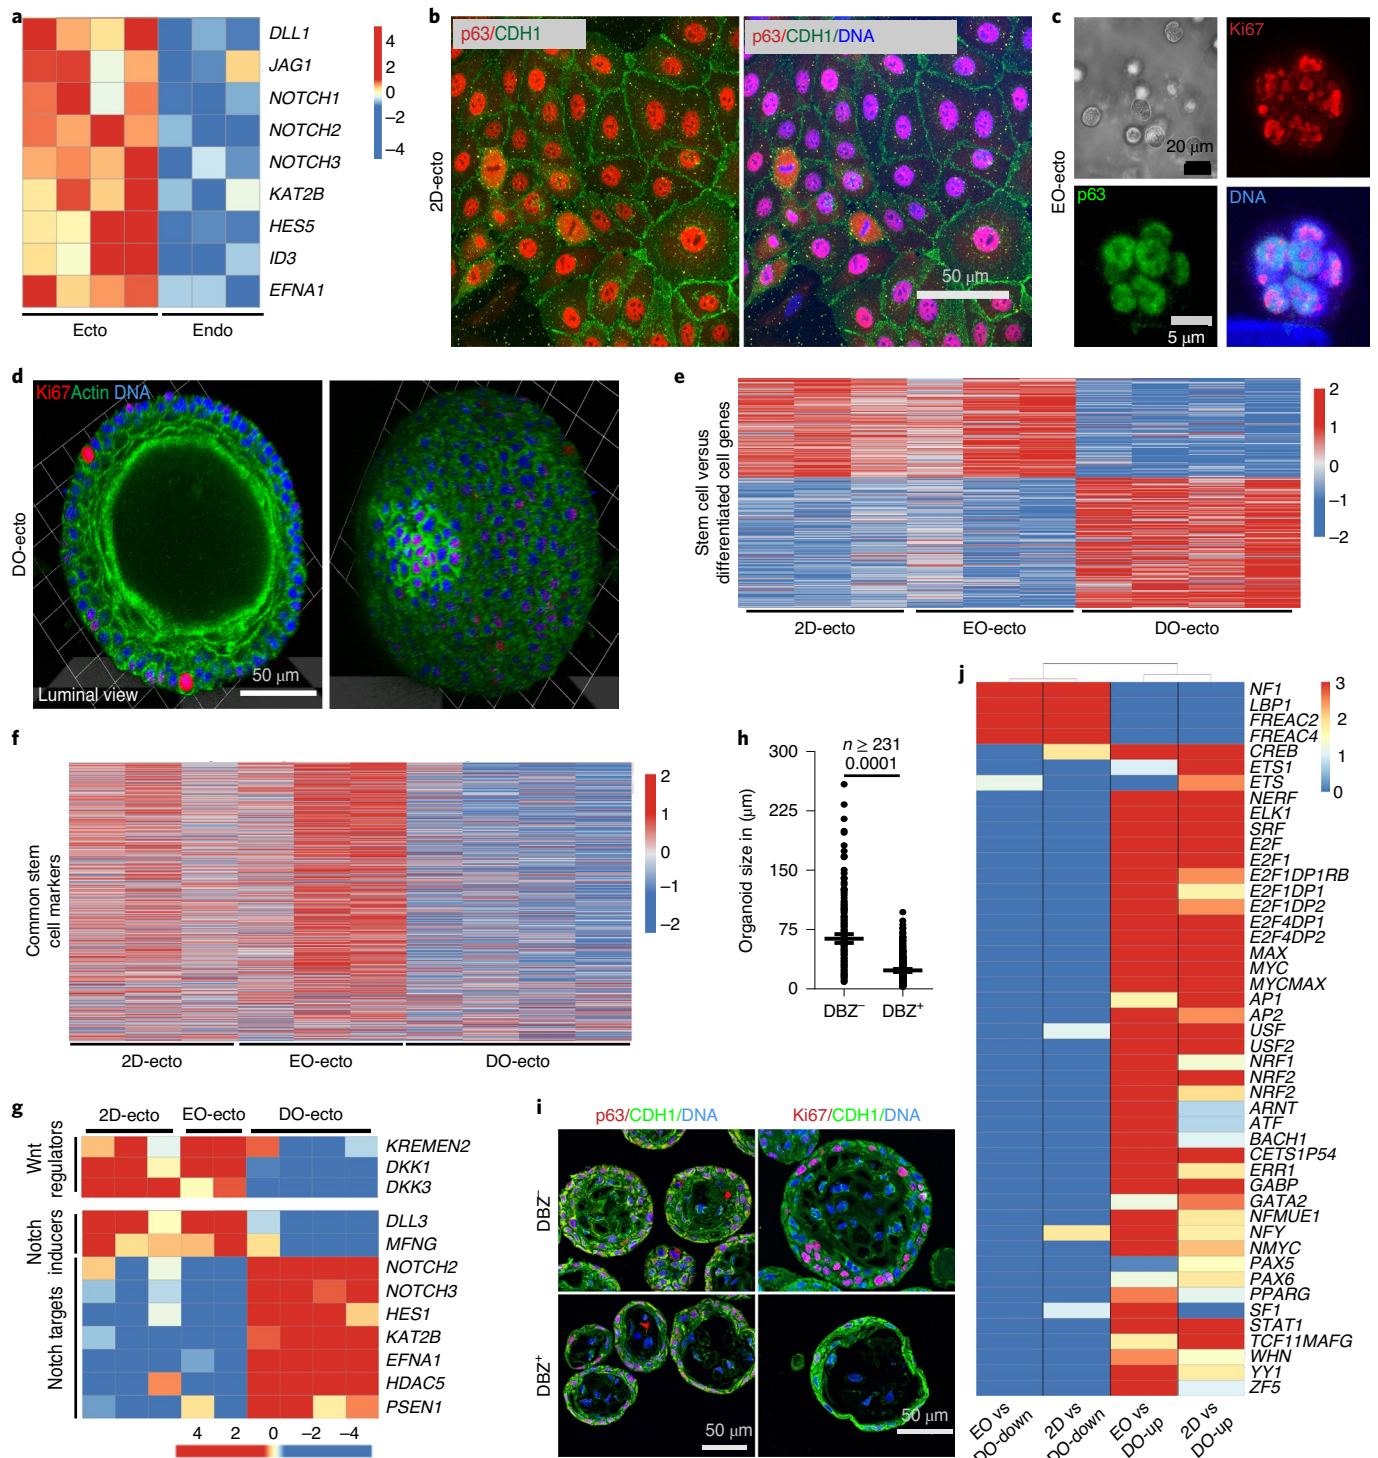 a
DLL1
JAG1
NOTCH1
NOTCH2
NOTCH3
KAT2B
HES5
ID3
EFNA1
4
2
0
−2
−4
Ecto
Endo
b
p63/CDH1
p63/CDH1/DNA
2D-ecto
50 μm
c
Ki67
20 μm
EO-ecto
p63
DNA
5 μm
d
Ki67Actin DNA
DO-ecto
50 μm
Luminal view
e
Stem cell versus
differentiated cell genes
2
1
0
−1
−2
2D-ecto
EO-ecto
DO-ecto
f
Common stem
cell markers
2
1
0
−1
−2
2D-ecto
EO-ecto
DO-ecto
g
2D-ecto
EO-ecto
DO-ecto
Wnt
regulators
KREMEN2
DKK1
DKK3
Notch
inducers
DLL3
MFNG
Notch targets
NOTCH2
NOTCH3
HES1
KAT2B
EFNA1
HDAC5
PSEN1
4
2
0
−2
−4
h
n ≥ 231
0.0001
Organoid size in (μm)
300
225
150
75
0
DBZ−
DBZ+
i
p63/CDH1/DNA
Ki67/CDH1/DNA
DBZ−
DBZ+
50 μm
50 μm
j
NF1
LBP1
FREAC2
FREAC4
CREB
ETS1
ETS
NERF
ELK1
SRF
E2F
E2F1
E2F1DP1RB
E2F1DP1
E2F1DP2
E2F4DP1
E2F4DP2
MAX
MYC
MYCMAX
AP1
AP2
USF
USF2
NRF1
NRF2
NRF2
ARNT
ATF
BACH1
CETS1P54
ERR1
GABP
GATA2
NFMUE1
NFY
NMYC
PAX5
PAX6
PPARG
SF1
STAT1
TCF11MAFG
WHN
YY1
ZF5
3
2
1
0
EO vs
DO-down
2D vs
DO-down
EO vs
DO-up
2D vs
DO-up